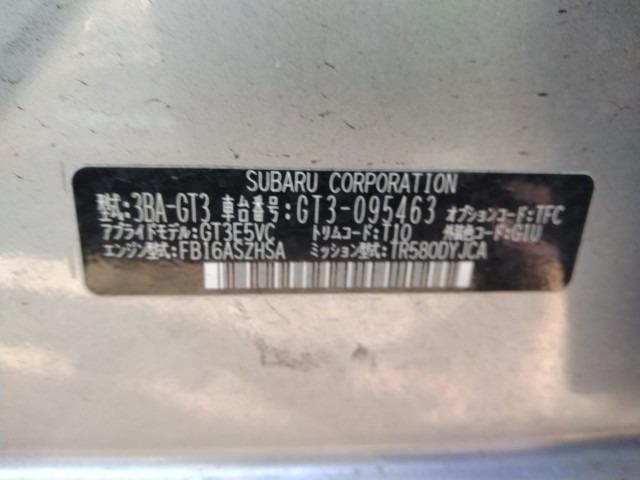 SUBARU CORPORATION
型式:3BA-GT3 車台番号:GT3-095463 オプションコード:TFC
アプライドモデル:GT3E5VC トリムコード:T10 外装色コード:G1U
エンジン型式:FB16ASZHSA ミッション型式:TR580DYJCA